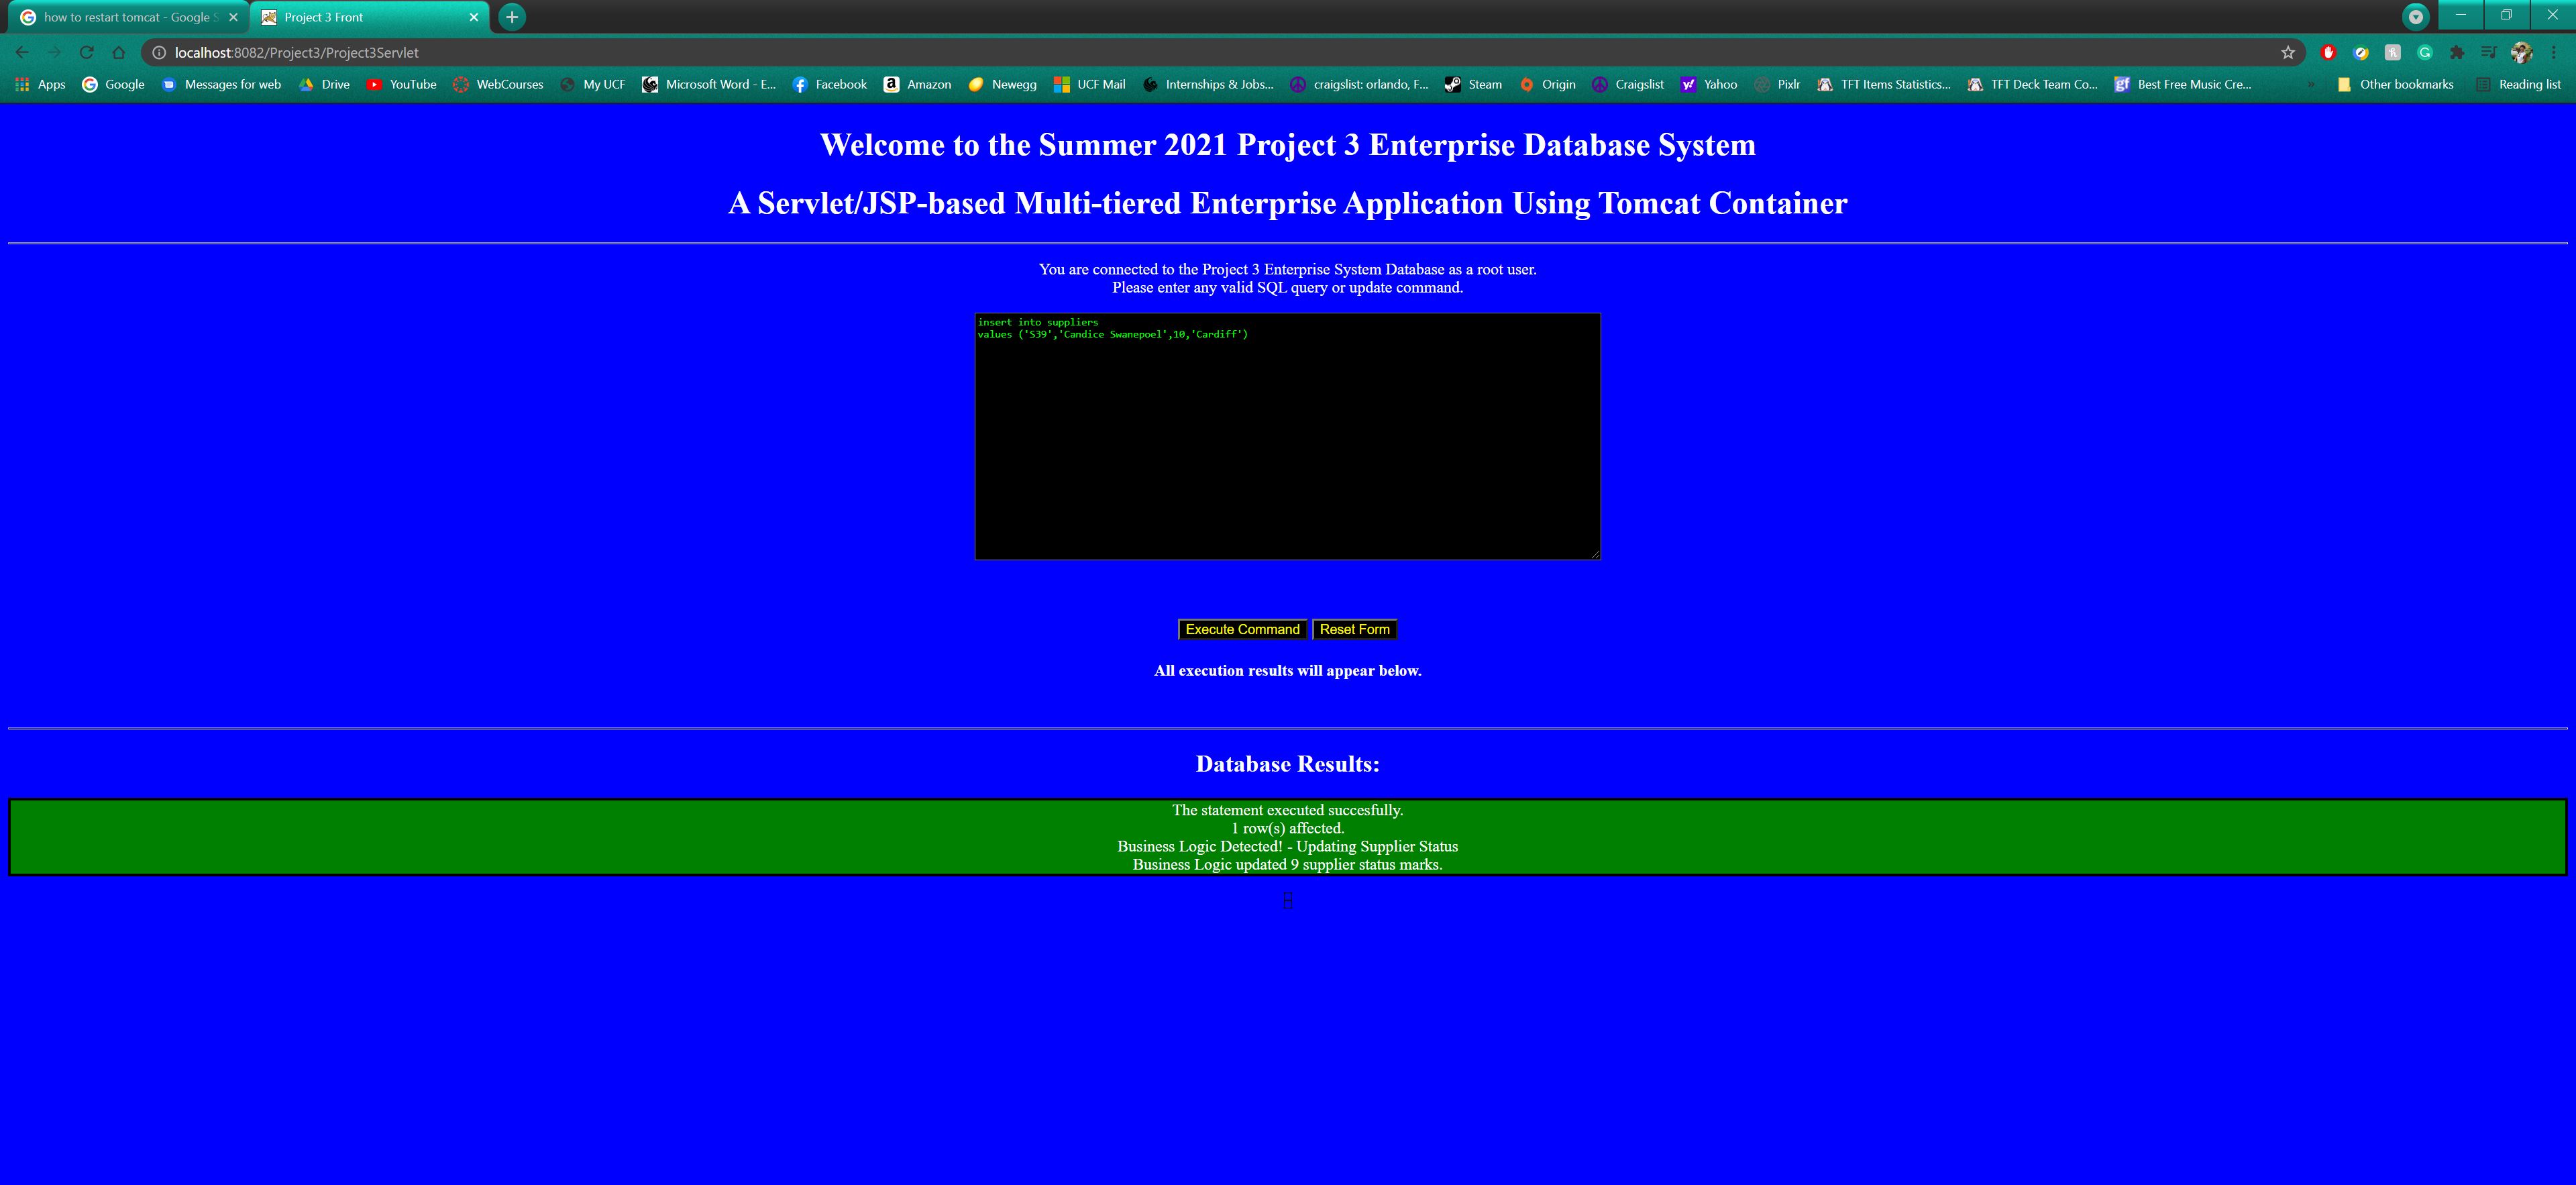 how to restart tomcat - Google S
Project 3 Front
localhost:8082/Project3/Project3Servlet
Apps Google Messages for web Drive YouTube WebCourses My UCF Microsoft Word - E... Facebook Amazon Newegg UCF Mail Internships & Jobs... craigslist: orlando, F... Steam Origin Craigslist Yahoo Pixlr TFT Items Statistics... TFT Deck Team Co... Best Free Music Cre... » Other bookmarks Reading list
Welcome to the Summer 2021 Project 3 Enterprise Database System
A Servlet/JSP-based Multi-tiered Enterprise Application Using Tomcat Container
You are connected to the Project 3 Enterprise System Database as a root user.
Please enter any valid SQL query or update command.
insert into suppliers
values ('S39','Candice Swanepoel',10,'Cardiff')
Execute Command Reset Form
All execution results will appear below.
Database Results:
The statement executed succesfully.
1 row(s) affected.
Business Logic Detected! - Updating Supplier Status
Business Logic updated 9 supplier status marks.